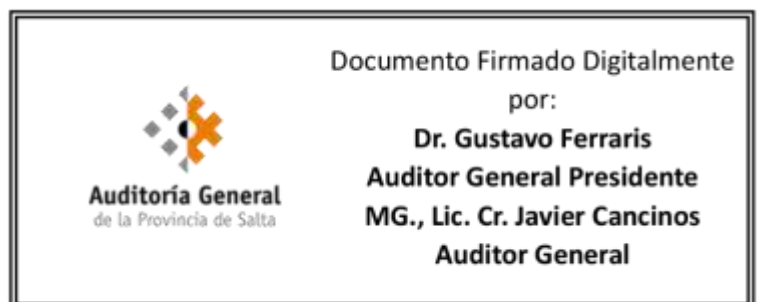 Auditoría General
de la Provincia de Salta
Documento Firmado Digitalmente
por:
Dr. Gustavo Ferraris
Auditor General Presidente
MG., Lic. Cr. Javier Cancinos
Auditor General